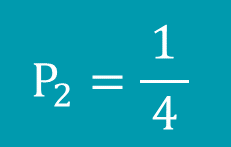 P₂ = 1/4